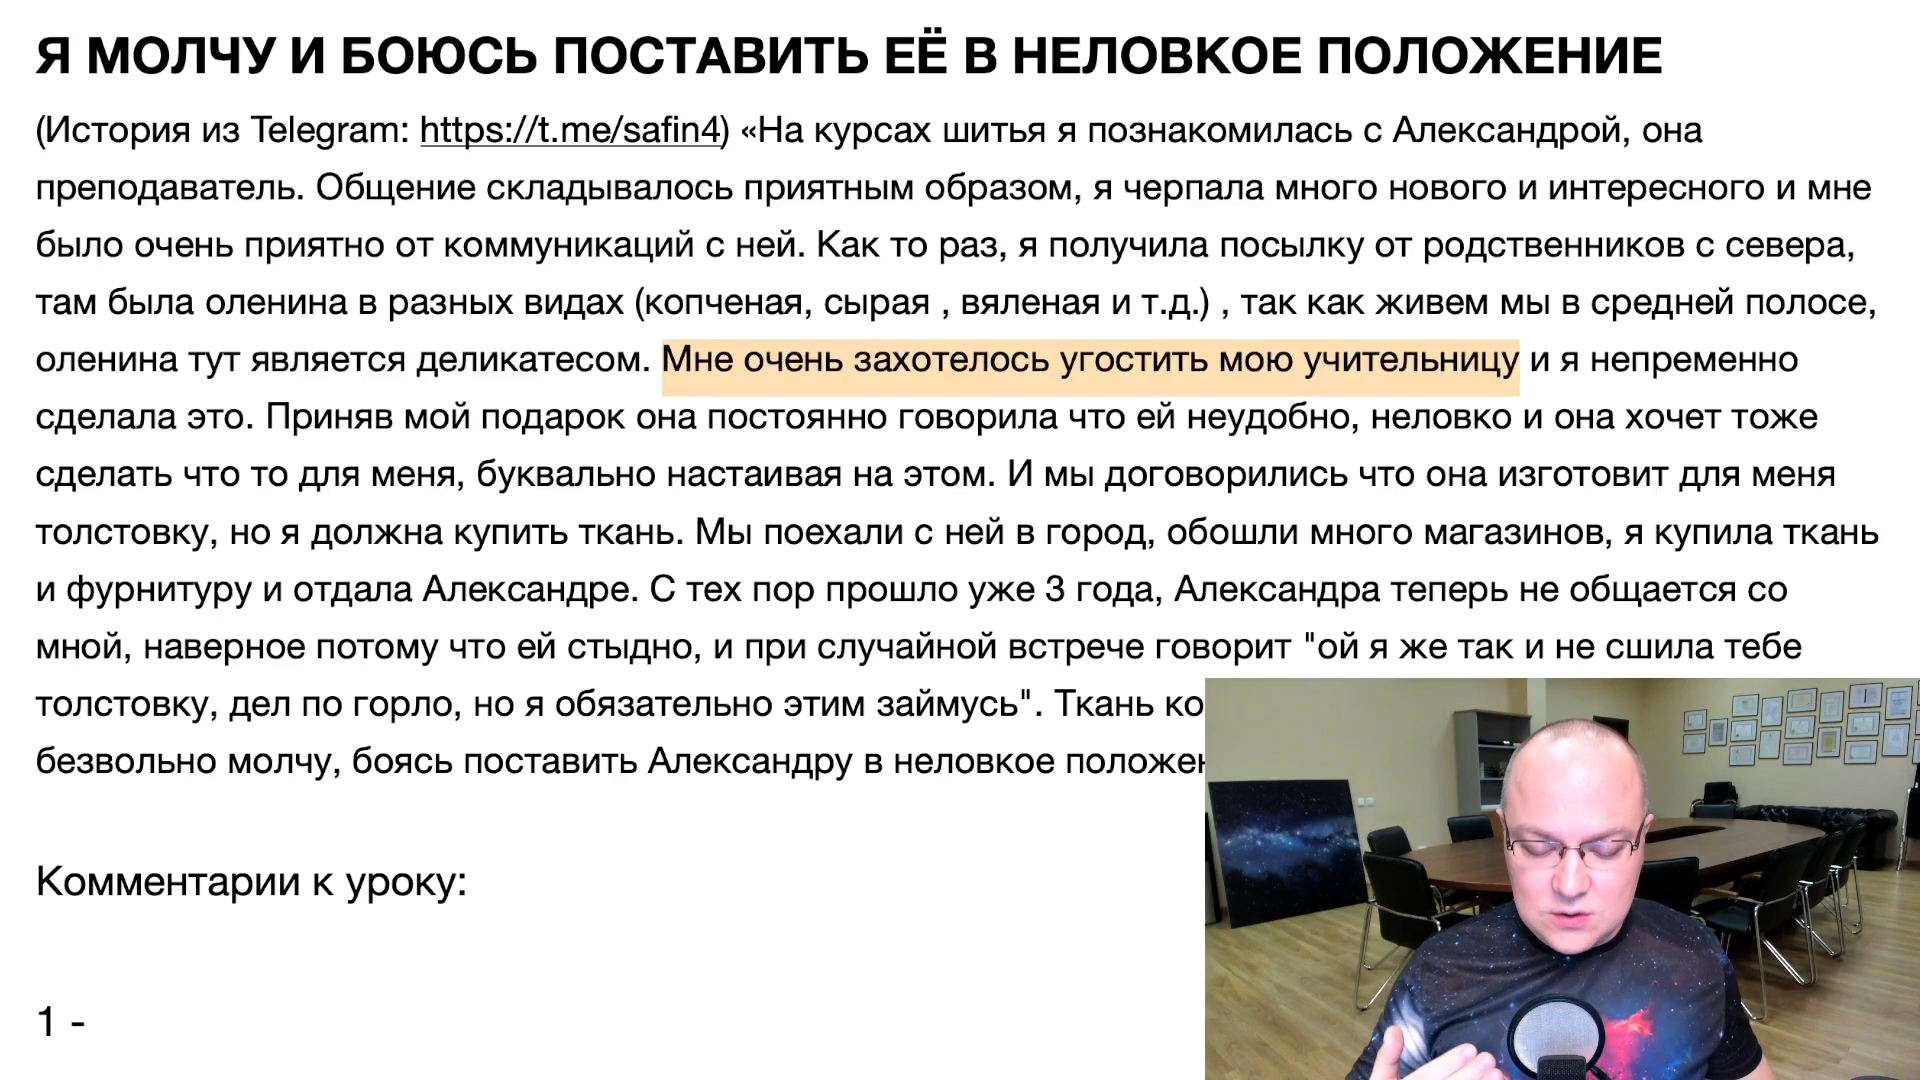 Я МОЛЧУ И БОЮСЬ ПОСТАВИТЬ ЕЁ В НЕЛОВКОЕ ПОЛОЖЕНИЕ
(История из Telegram: https://t.me/safin4) «На курсах шитья я познакомилась с Александрой, она
преподаватель. Общение складывалось приятным образом, я черпала много нового и интересного и мне
было очень приятно от коммуникаций с ней. Как то раз, я получила посылку от родственников с севера,
там была оленина в разных видах (копченая, сырая , вяленая и т.д.) , так как живем мы в средней полосе,
оленина тут является деликатесом. Мне очень захотелось угостить мою учительницу и я непременно
сделала это. Приняв мой подарок она постоянно говорила что ей неудобно, неловко и она хочет тоже
сделать что то для меня, буквально настаивая на этом. И мы договорились что она изготовит для меня
толстовку, но я должна купить ткань. Мы поехали с ней в город, обошли много магазинов, я купила ткань
и фурнитуру и отдала Александре. С тех пор прошло уже 3 года, Александра теперь не общается со
мной, наверное потому что ей стыдно, и при случайной встрече говорит "ой я же так и не сшила тебе
толстовку, дел по горло, но я обязательно этим займусь". Ткань
безвольно молчу, боясь поставить Александру в неловкое
Комментарии к уроку:
1 -